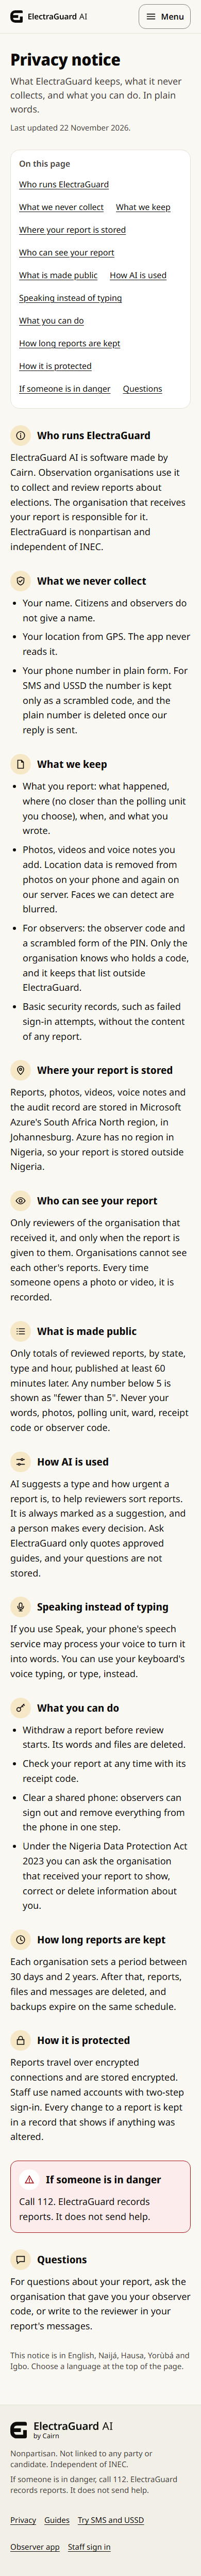 ElectraGuard AI
Menu
Privacy notice
What ElectraGuard keeps, what it never
collects, and what you can do. In plain
words.
Last updated 22 November 2026.
On this page
Who runs ElectraGuard
What we never collect What we keep
Where your report is stored
Who can see your report
What is made public How AI is used
Speaking instead of typing
What you can do
How long reports are kept
How it is protected
If someone is in danger Questions
Who runs ElectraGuard
ElectraGuard AI is software made by
Cairn. Observation organisations use it
to collect and review reports about
elections. The organisation that receives
your report is responsible for it.
ElectraGuard is nonpartisan and
independent of INEC.
What we never collect
• Your name. Citizens and observers do
not give a name.
• Your location from GPS. The app never
reads it.
• Your phone number in plain form. For
SMS and USSD the number is kept
only as a scrambled code, and the
plain number is deleted once our
reply is sent.
What we keep
• What you report: what happened,
where (no closer than the polling unit
you choose), when, and what you
wrote.
• Photos, videos and voice notes you
add. Location data is removed from
photos on your phone and again on
our server. Faces we can detect are
blurred.
• For observers: the observer code and
a scrambled form of the PIN. Only the
organisation knows who holds a code,
and it keeps that list outside
ElectraGuard.
• Basic security records, such as failed
sign-in attempts, without the content
of any report.
Where your report is stored
Reports, photos, videos, voice notes and
the audit record are stored in Microsoft
Azure's South Africa North region, in
Johannesburg. Azure has no region in
Nigeria, so your report is stored outside
Nigeria.
Who can see your report
Only reviewers of the organisation that
received it, and only when the report is
given to them. Organisations cannot see
each other's reports. Every time
someone opens a photo or video, it is
recorded.
What is made public
Only totals of reviewed reports, by state,
type and hour, published at least 60
minutes later. Any number below 5 is
shown as "fewer than 5". Never your
words, photos, polling unit, ward, receipt
code or observer code.
How AI is used
AI suggests a type and how urgent a
report is, to help reviewers sort reports.
It is always marked as a suggestion, and
a person makes every decision. Ask
ElectraGuard only quotes approved
guides, and your questions are not
stored.
Speaking instead of typing
If you use Speak, your phone's speech
service may process your voice to turn it
into words. You can use your keyboard's
voice typing, or type, instead.
What you can do
• Withdraw a report before review
starts. Its words and files are deleted.
• Check your report at any time with its
receipt code.
• Clear a shared phone: observers can
sign out and remove everything from
the phone in one step.
• Under the Nigeria Data Protection Act
2023 you can ask the organisation
that received your report to show,
correct or delete information about
you.
How long reports are kept
Each organisation sets a period between
30 days and 2 years. After that, reports,
files and messages are deleted, and
backups expire on the same schedule.
How it is protected
Reports travel over encrypted
connections and are stored encrypted.
Staff use named accounts with two-step
sign-in. Every change to a report is kept
in a record that shows if anything was
altered.
If someone is in danger
Call 112. ElectraGuard records
reports. It does not send help.
Questions
For questions about your report, ask the
organisation that gave you your observer
code, or write to the reviewer in your
report's messages.
This notice is in English, Naijá, Hausa, Yorùbá and
Igbo. Choose a language at the top of the page.
ElectraGuard AI
by Cairn
Nonpartisan. Not linked to any party or
candidate. Independent of INEC.
If someone is in danger, call 112. ElectraGuard
records reports. It does not send help.
Privacy Guides Try SMS and USSD
Observer app Staff sign in